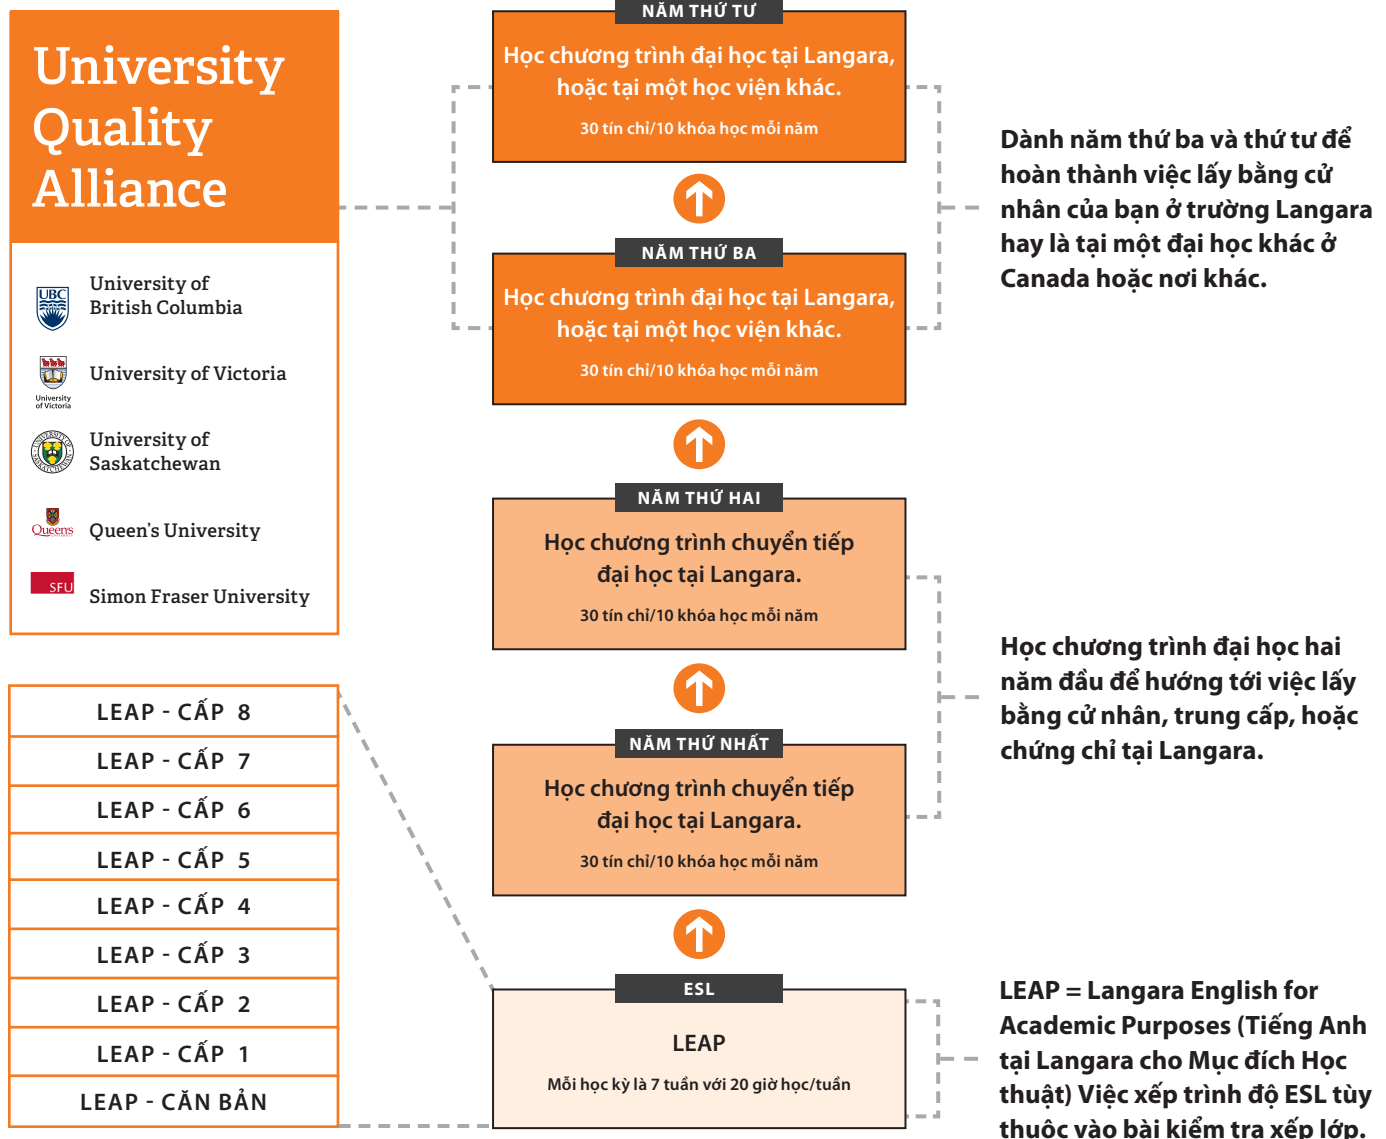 University
Quality
Alliance
UBC
University of
British Columbia
University
of Victoria
University of Victoria
University of
Saskatchewan
Queen's
Queen's University
SFU
Simon Fraser University
LEAP - CẤP 8
LEAP - CẤP 7
LEAP - CẤP 6
LEAP - CẤP 5
LEAP - CẤP 4
LEAP - CẤP 3
LEAP - CẤP 2
LEAP - CẤP 1
LEAP - CĂN BẢN
NĂM THỨ TƯ
Học chương trình đại học tại Langara,
hoặc tại một học viện khác.
30 tín chỉ/10 khóa học mỗi năm
NĂM THỨ BA
Học chương trình đại học tại Langara,
hoặc tại một học viện khác.
30 tín chỉ/10 khóa học mỗi năm
NĂM THỨ HAI
Học chương trình chuyển tiếp
đại học tại Langara.
30 tín chỉ/10 khóa học mỗi năm
NĂM THỨ NHẤT
Học chương trình chuyển tiếp
đại học tại Langara.
30 tín chỉ/10 khóa học mỗi năm
ESL
LEAP
Mỗi học kỳ là 7 tuần với 20 giờ học/tuần
Dành năm thứ ba và thứ tư để
hoàn thành việc lấy bằng cử
nhân của bạn ở trường Langara
hay là tại một đại học khác ở
Canada hoặc nơi khác.
Học chương trình đại học hai
năm đầu để hướng tới việc lấy
bằng cử nhân, trung cấp, hoặc
chứng chỉ tại Langara.
LEAP = Langara English for
Academic Purposes (Tiếng Anh
tại Langara cho Mục đích Học
thuật) Việc xếp trình độ ESL tùy
thuộc vào bài kiểm tra xếp lớp.